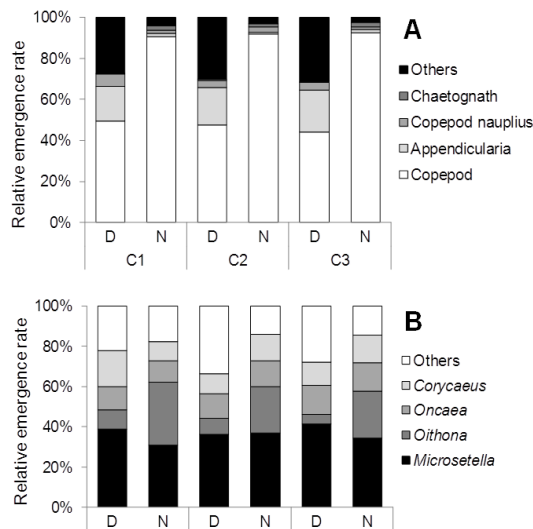 A
Relative emergence rate
100%
80%
60%
40%
20%
0%
D N D N D N
C1 C2 C3
Others
Chaetognath
Copepod nauplius
Appendicularia
Copepod
B
Relative emergence rate
100%
80%
60%
40%
20%
0%
D N D N D N
Others
Corycaeus
Oncaea
Oithona
Microsetella